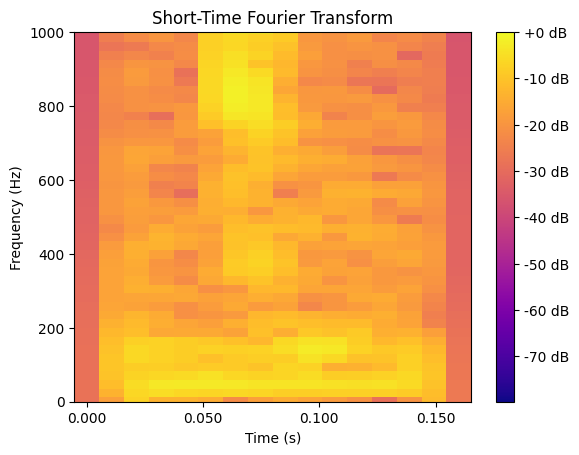 Short-Time Fourier Transform
Frequency (Hz)
1000
800
600
400
200
0
0.000
0.050
0.100
0.150
Time (s)
+0 dB
-10 dB
-20 dB
-30 dB
-40 dB
-50 dB
-60 dB
-70 dB